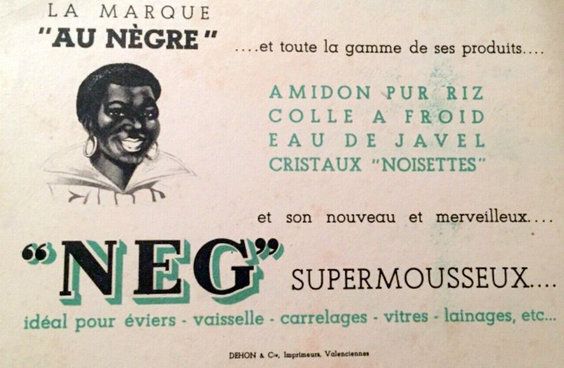 LA MARQUE
"AU NÈGRE"
....et toute la gamme de ses produits....
AMIDON PUR RIZ
COLLE A FROID
EAU DE JAVEL
CRISTAUX "NOISETTES"
et son nouveau et merveilleux....
"NEG" SUPERMOUSSEUX....
idéal pour éviers - vaisselle - carrelages - vitres - lainages, etc...
DEHON & Cie, Imprimeurs, Valenciennes